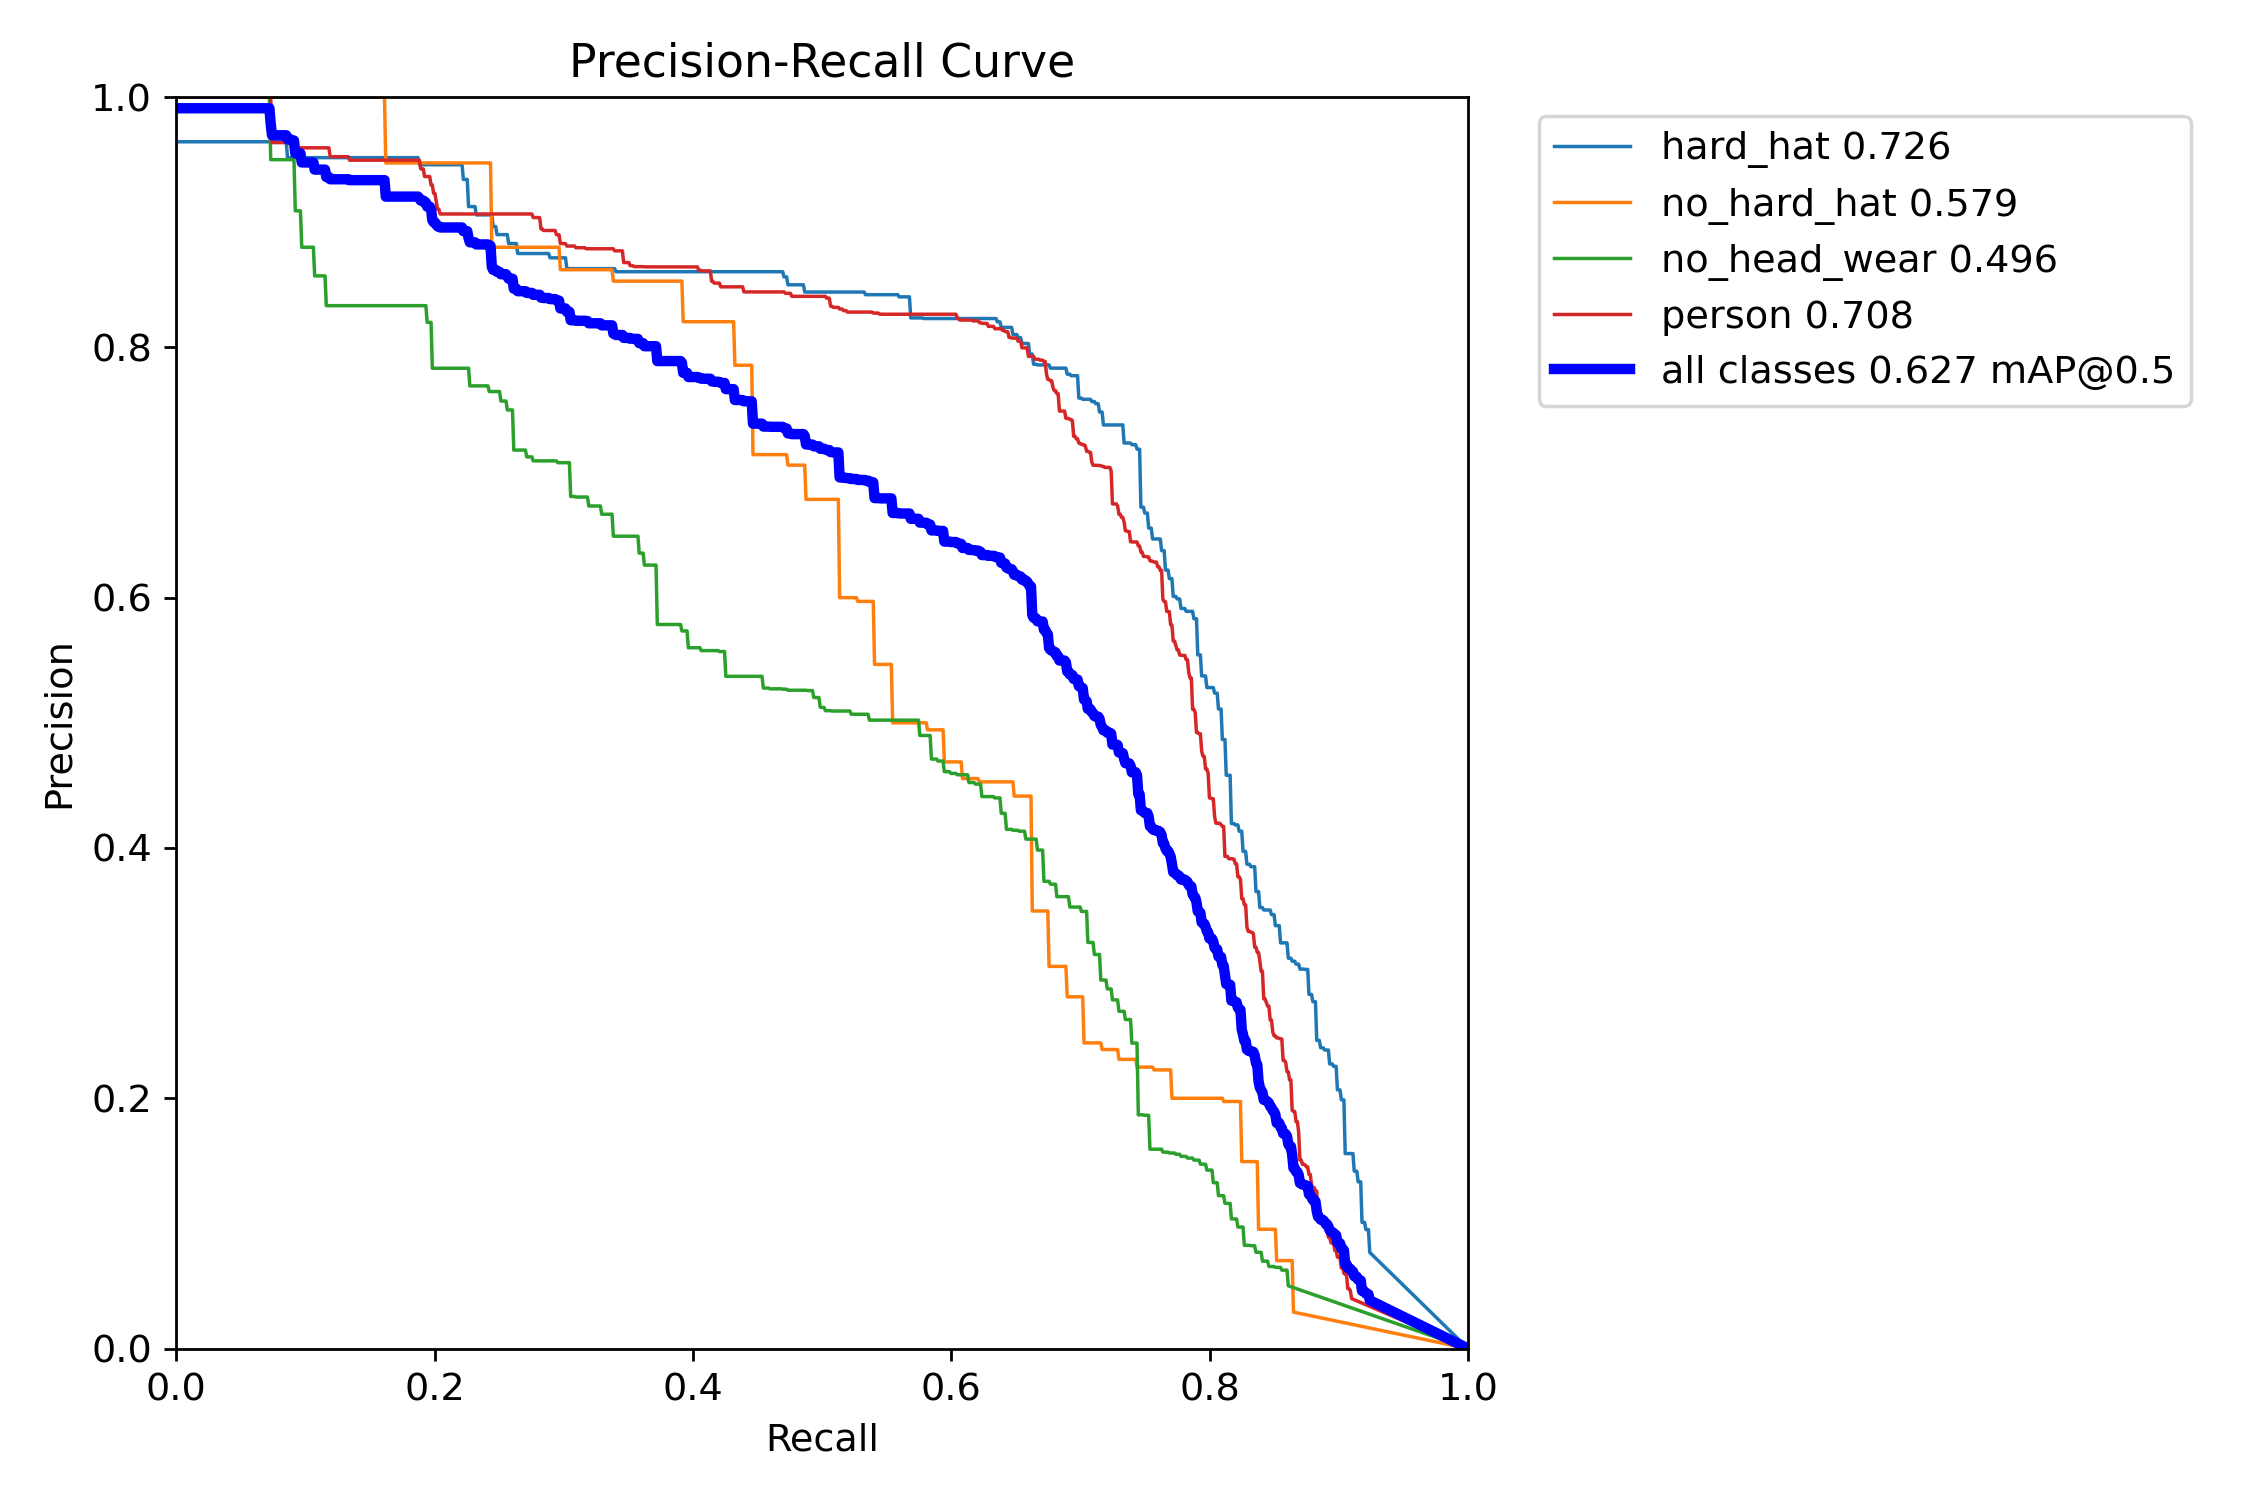 Precision-Recall Curve
1.0
0.8
0.6
0.4
0.2
0.0
Precision
0.0 0.2 0.4 0.6 0.8 1.0
Recall
hard_hat 0.726
no_hard_hat 0.579
no_head_wear 0.496
person 0.708
all classes 0.627 mAP@0.5